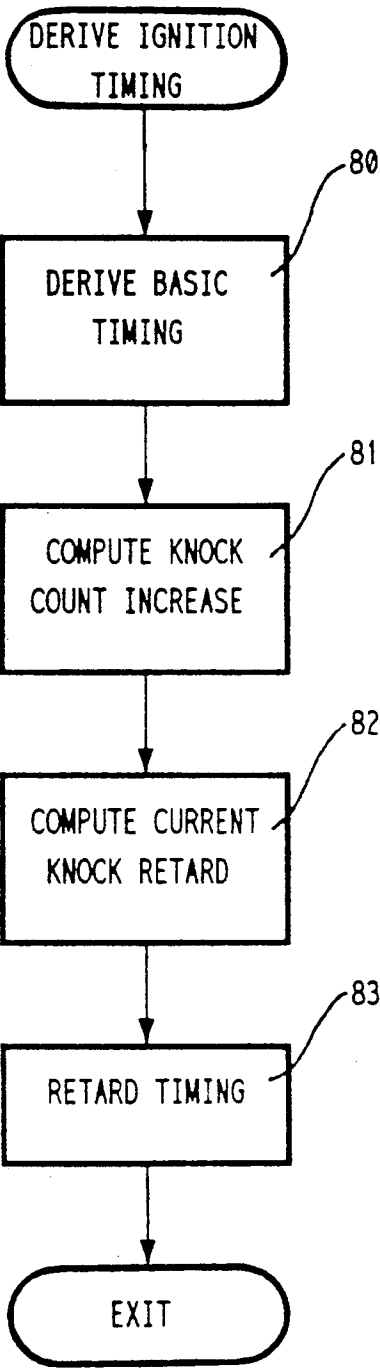 DERIVE IGNITION
TIMING
80
DERIVE BASIC
TIMING
81
COMPUTE KNOCK
COUNT INCREASE
82
COMPUTE CURRENT
KNOCK RETARD
83
RETARD TIMING
EXIT